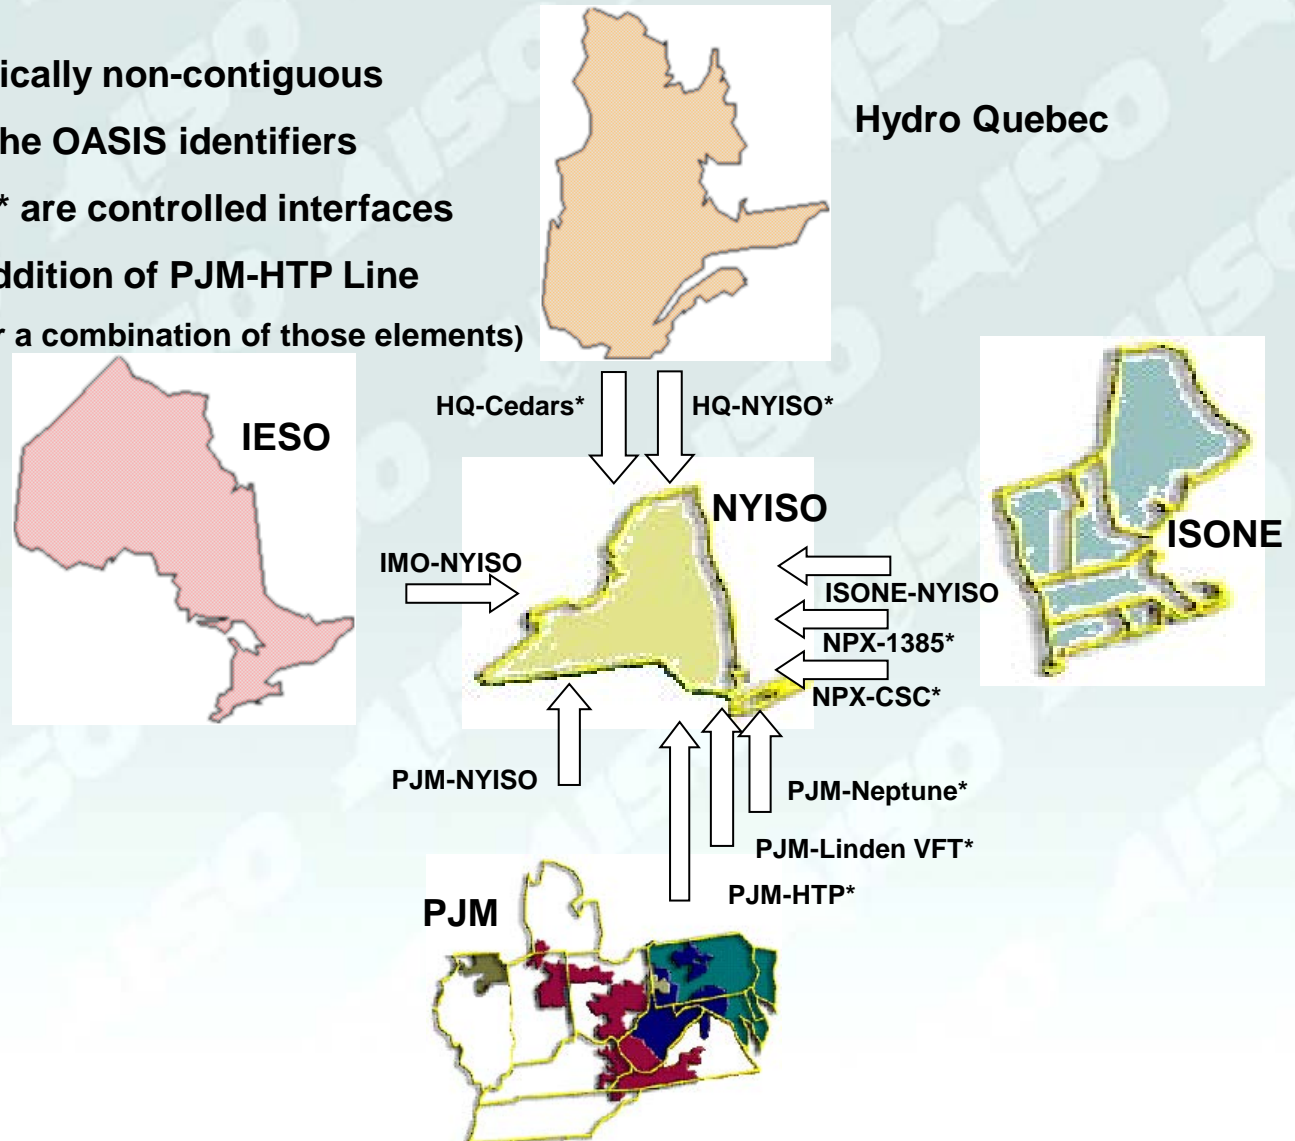 ically non-contiguous
he OASIS identifiers
* are controlled interfaces
ddition of PJM-HTP Line
r a combination of those elements)
Hydro Quebec
HQ-Cedars*
HQ-NYISO*
IESO
NYISO
ISONE
IMO-NYISO
ISONE-NYISO
NPX-1385*
NPX-CSC*
PJM-NYISO
PJM-Neptune*
PJM-Linden VFT*
PJM-HTP*
PJM